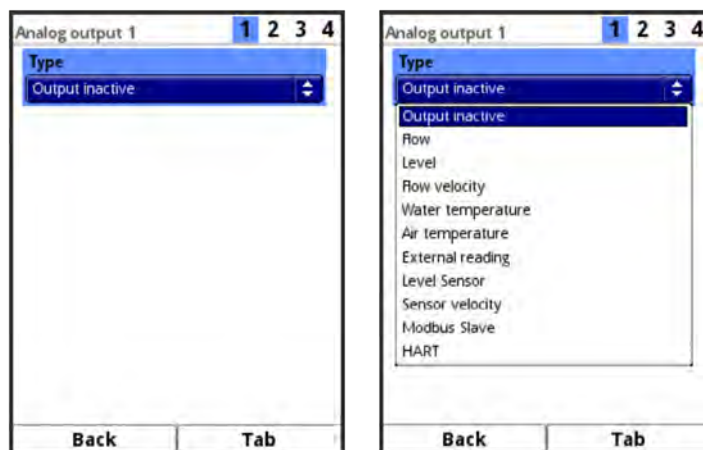 Analog output 1 1 2 3 4
Type
Output inactive
Back Tab
Analog output 1 1 2 3 4
Type
Output inactive
Output inactive
Flow
Level
Flow velocity
Water temperature
Air temperature
External reading
Level Sensor
Sensor velocity
Modbus Slave
HART
Back Tab